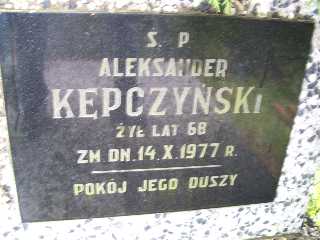 Ś. P
ALEKSANDER
KĘPCZYŃSKI
ŻYŁ LAT 68
ZM DN. 14.X.1977 R.
POKÓJ JEGO DUSZY